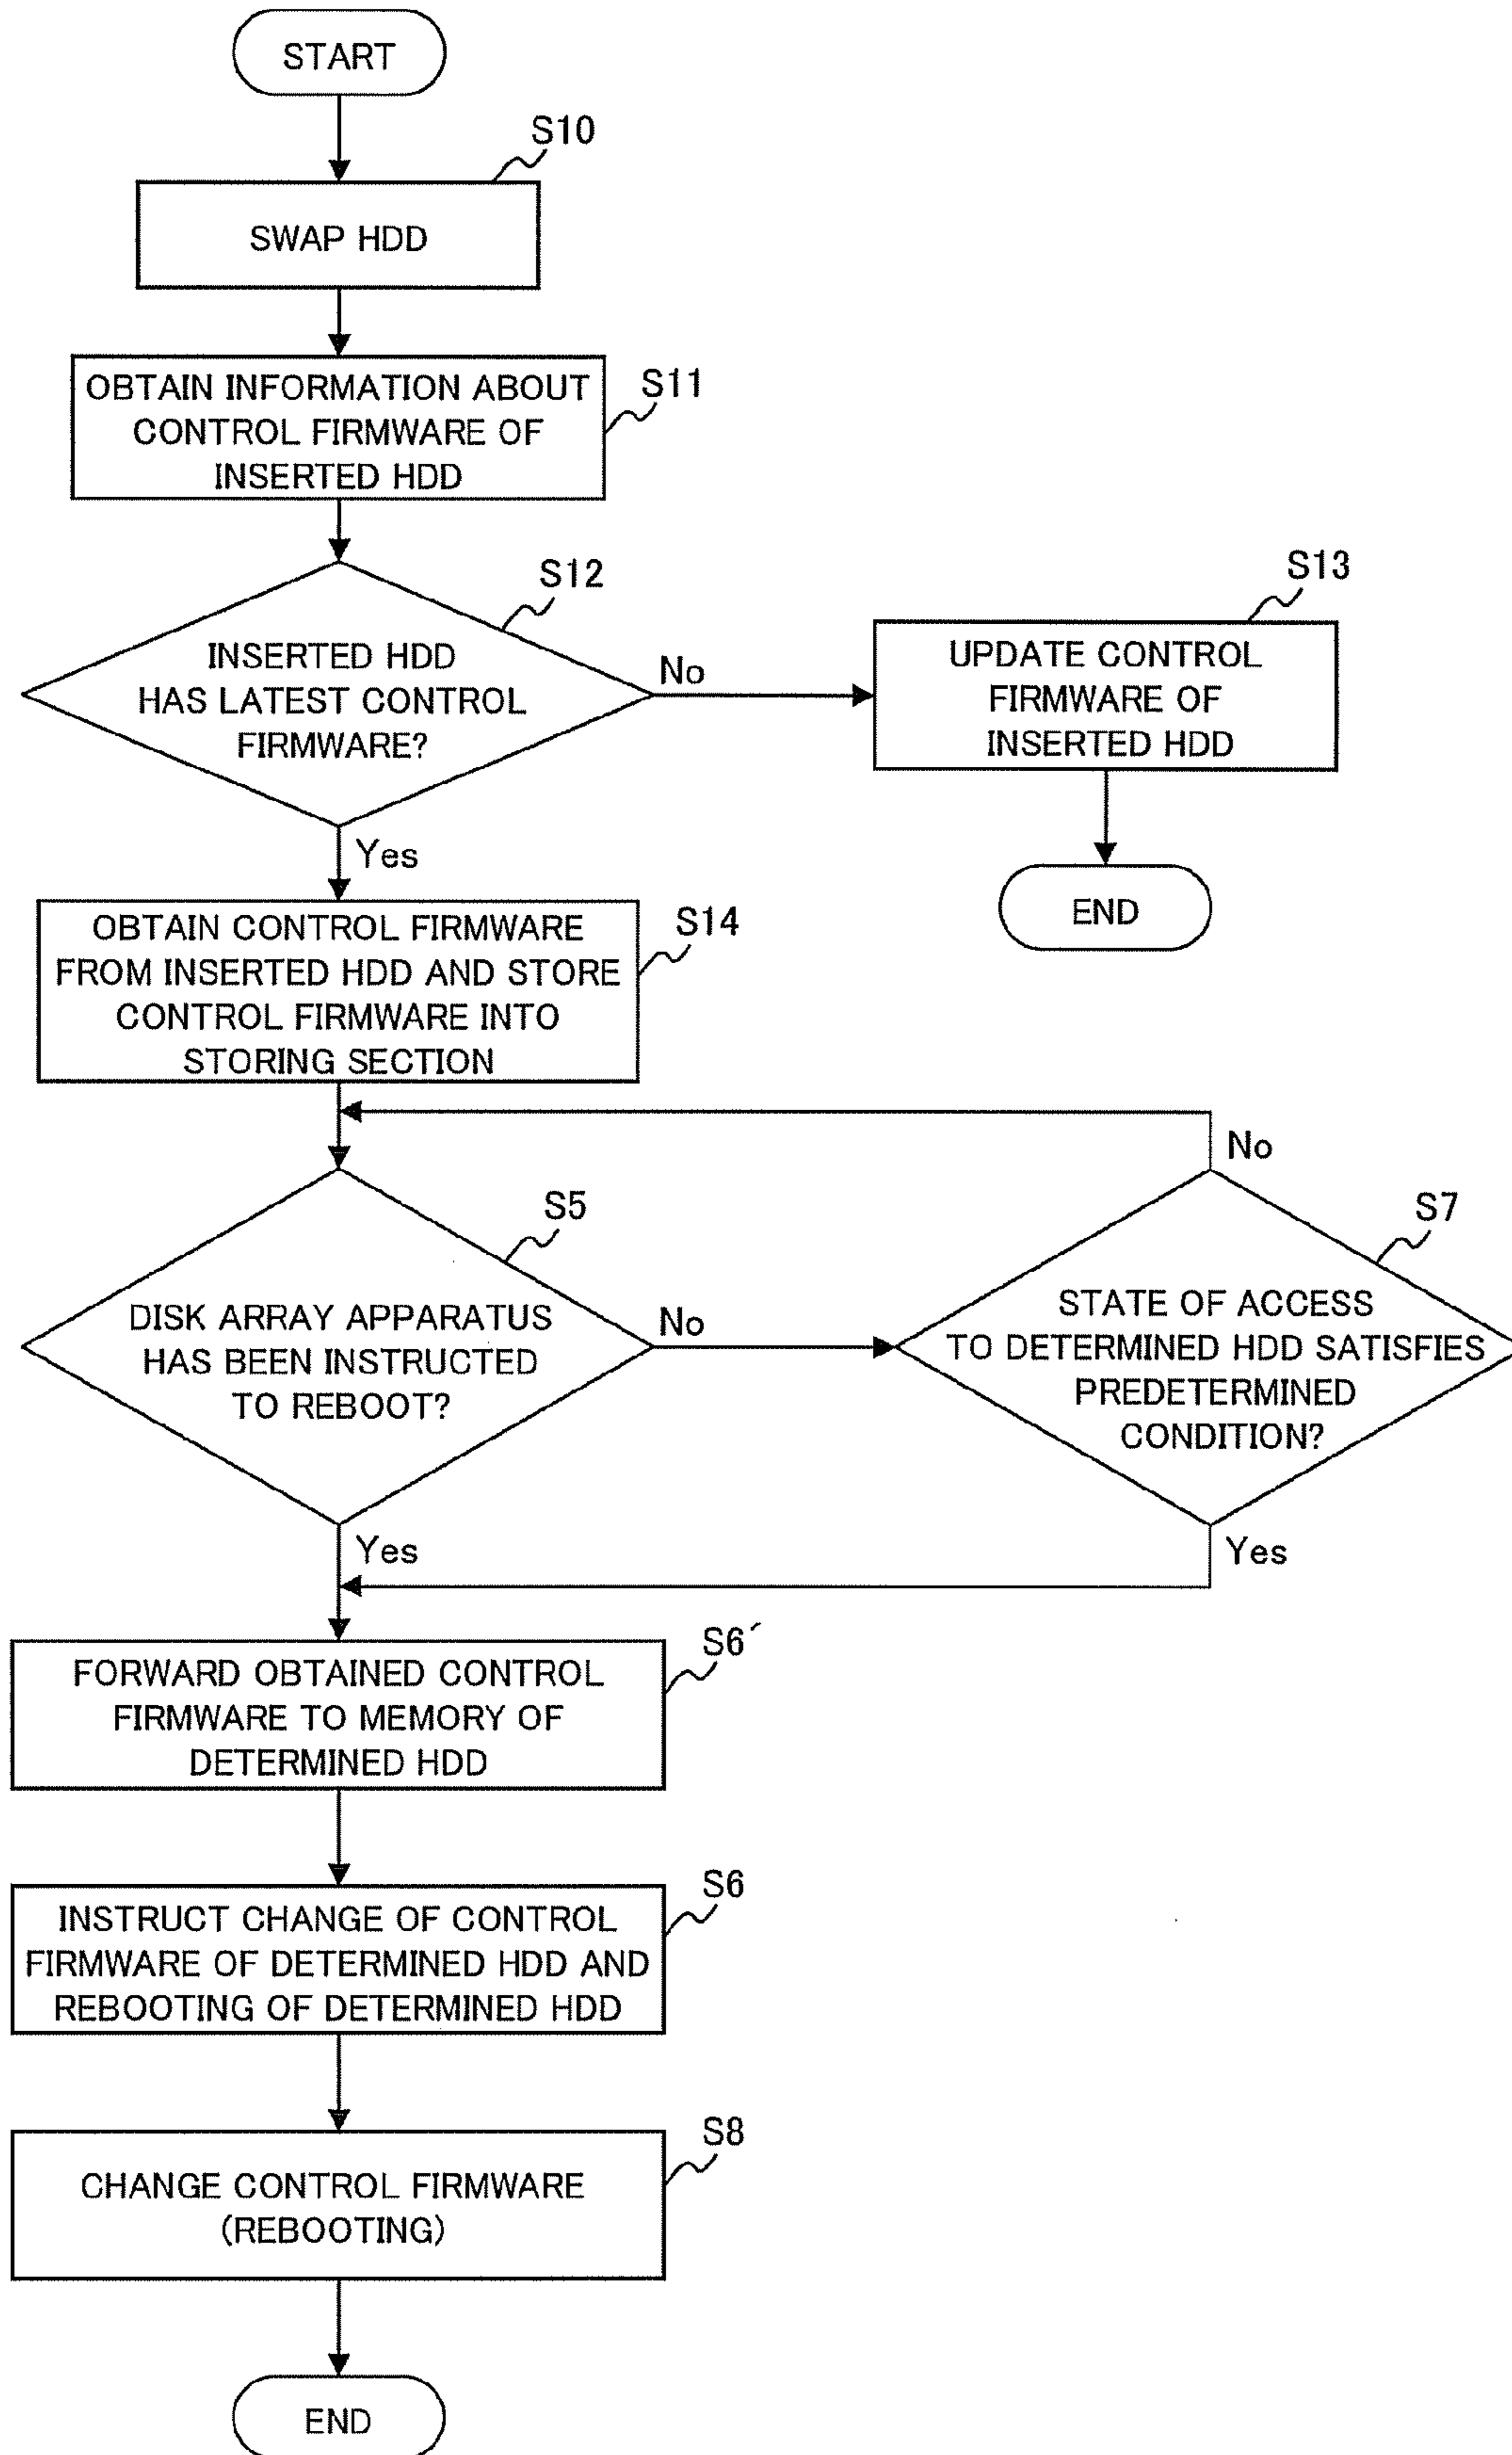 START
S10
SWAP HDD
OBTAIN INFORMATION ABOUT
CONTROL FIRMWARE OF
INSERTED HDD
S11
S12
INSERTED HDD
HAS LATEST CONTROL
FIRMWARE?
No
S13
UPDATE CONTROL
FIRMWARE OF
INSERTED HDD
END
Yes
OBTAIN CONTROL FIRMWARE
FROM INSERTED HDD AND STORE
CONTROL FIRMWARE INTO
STORING SECTION
S14
S5
DISK ARRAY APPARATUS
HAS BEEN INSTRUCTED
TO REBOOT?
No
No
S7
STATE OF ACCESS
TO DETERMINED HDD SATISFIES
PREDETERMINED
CONDITION?
Yes
Yes
S6´
FORWARD OBTAINED CONTROL
FIRMWARE TO MEMORY OF
DETERMINED HDD
S6
INSTRUCT CHANGE OF CONTROL
FIRMWARE OF DETERMINED HDD AND
REBOOTING OF DETERMINED HDD
S8
CHANGE CONTROL FIRMWARE
(REBOOTING)
END